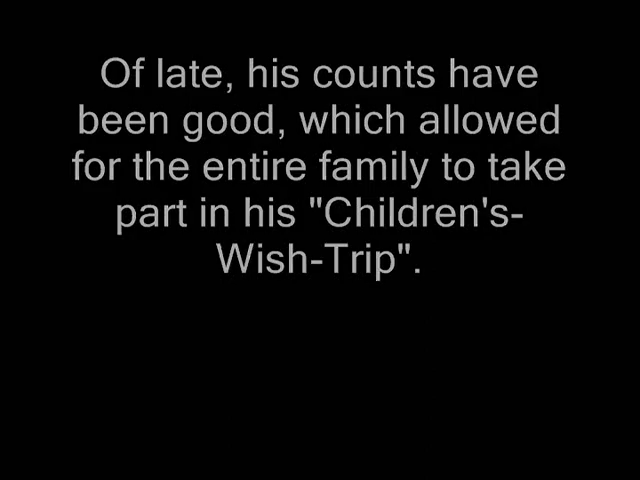 Of late, his counts have
been good, which allowed
for the entire family to take
part in his "Children's-
Wish-Trip".